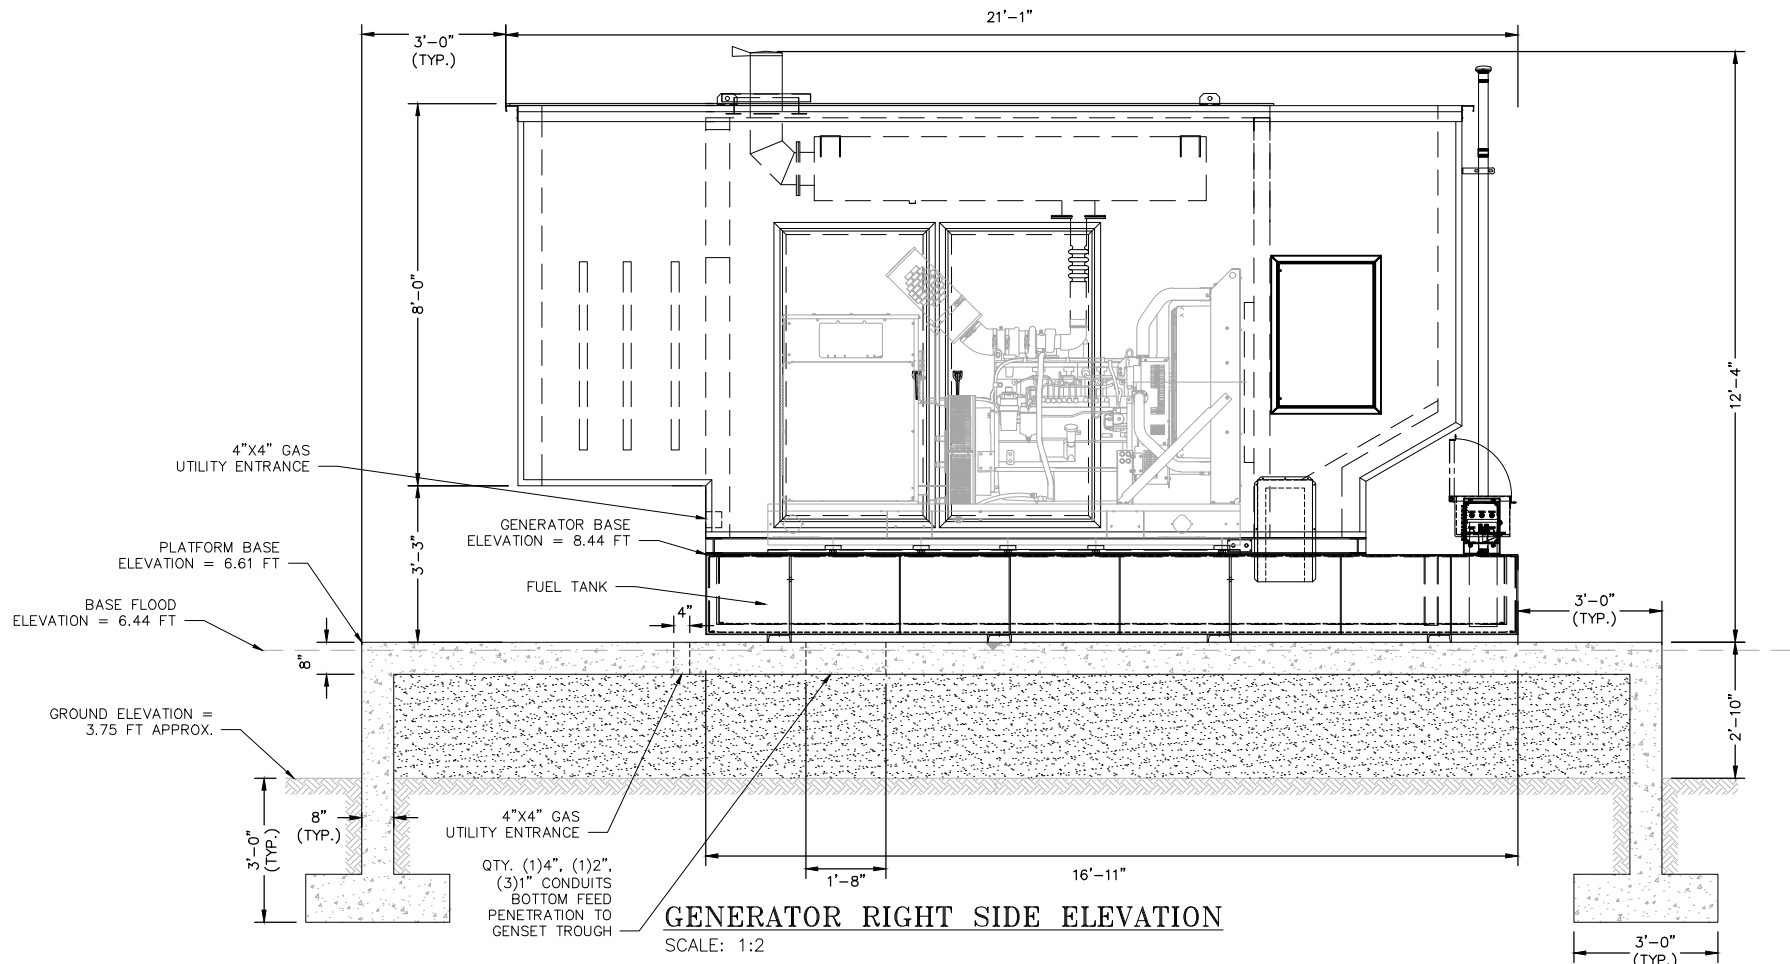 21'-1"
3'-0"
(TYP.)
8'-0"
12'-4"
4"X4" GAS
UTILITY ENTRANCE
GENERATOR BASE
ELEVATION = 8.44 FT
PLATFORM BASE
ELEVATION = 6.61 FT
3'-3"
FUEL TANK
BASE FLOOD
ELEVATION = 6.44 FT
4"
3'-0"
(TYP.)
8"
GROUND ELEVATION =
3.75 FT APPROX.
2'-10"
8"
(TYP.)
3'-0"
(TYP.)
4"X4" GAS
UTILITY ENTRANCE
QTY. (1)4", (1)2",
(3)1" CONDUITS
BOTTOM FEED
PENETRATION TO
GENSET TROUGH
1'-8"
16'-11"
GENERATOR RIGHT SIDE ELEVATION
SCALE: 1:2
3'-0"
(TYP.)